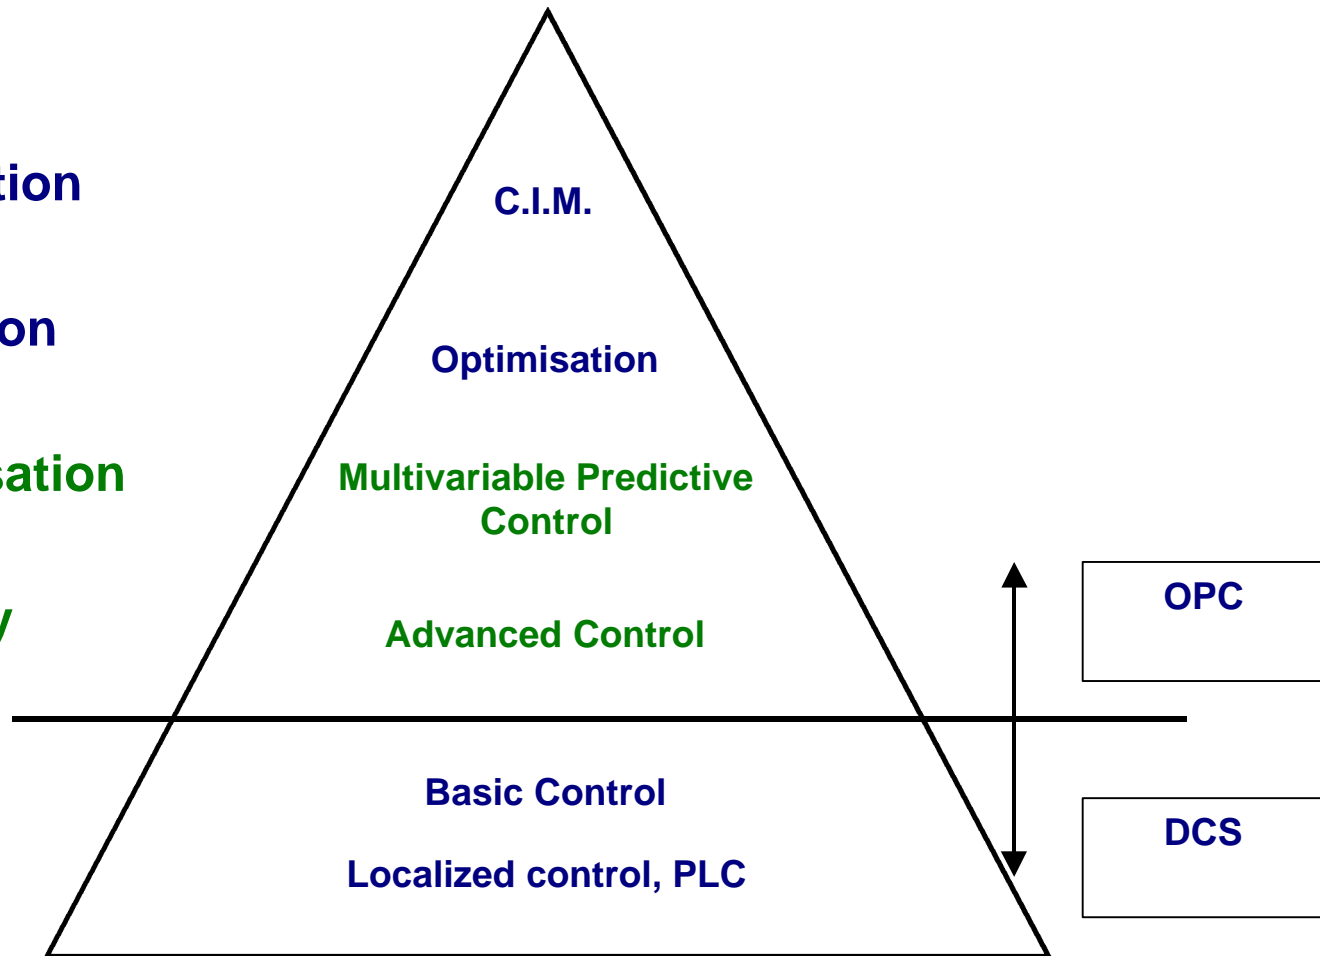 tion
C.I.M.
on
Optimisation
sation
Multivariable Predictive
Control
OPC
y
Advanced Control
Basic Control
DCS
Localized control, PLC